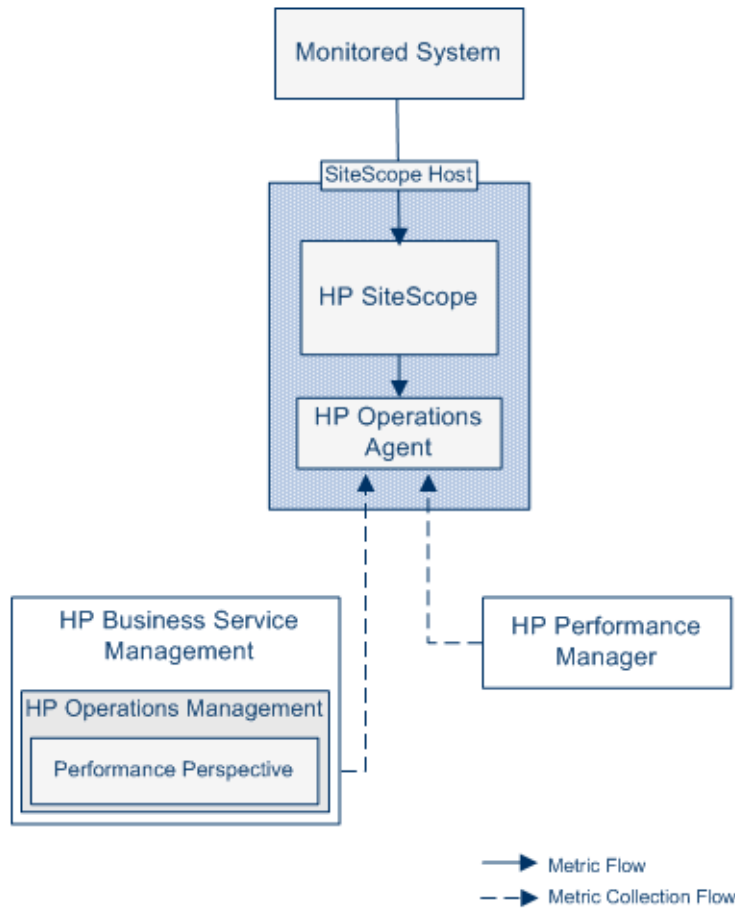 Monitored System
SiteScope Host
HP SiteScope
HP Operations
Agent
HP Business Service
Management
HP Operations Management
Performance Perspective
HP Performance
Manager
Metric Flow
Metric Collection Flow